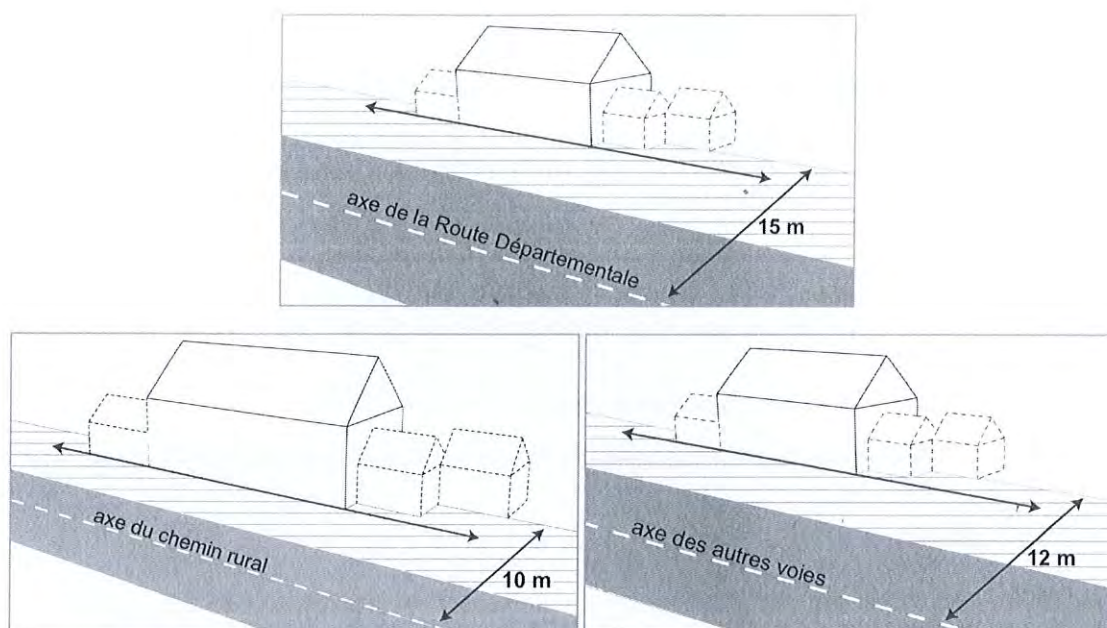 axe de la Route Départementale
15 m
axe du chemin rural
10 m
axe des autres voies
12 m